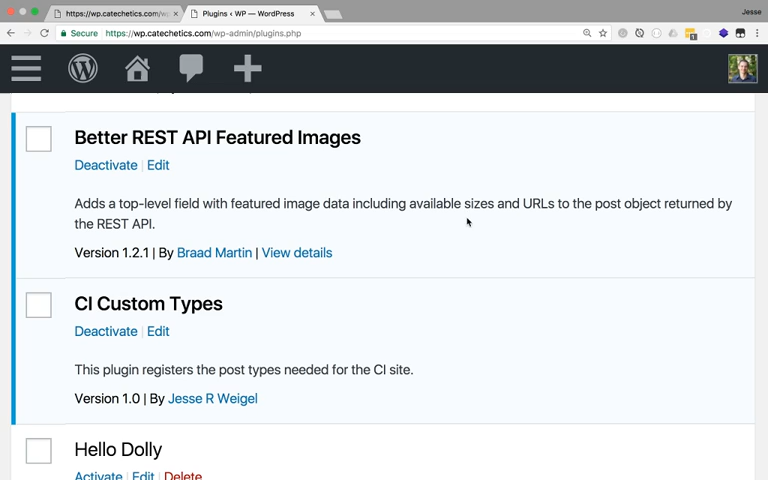 https://wp.catechetics.com/w
Plugins ‹ WP — WordPress
Jesse
Secure https://wp.catechetics.com/wp-admin/plugins.php
Better REST API Featured Images
Deactivate | Edit
Adds a top-level field with featured image data including available sizes and URLs to the post object returned by
the REST API.
Version 1.2.1 | By Braad Martin | View details
CI Custom Types
Deactivate | Edit
This plugin registers the post types needed for the CI site.
Version 1.0 | By Jesse R Weigel
Hello Dolly
Activate | Edit | Delete